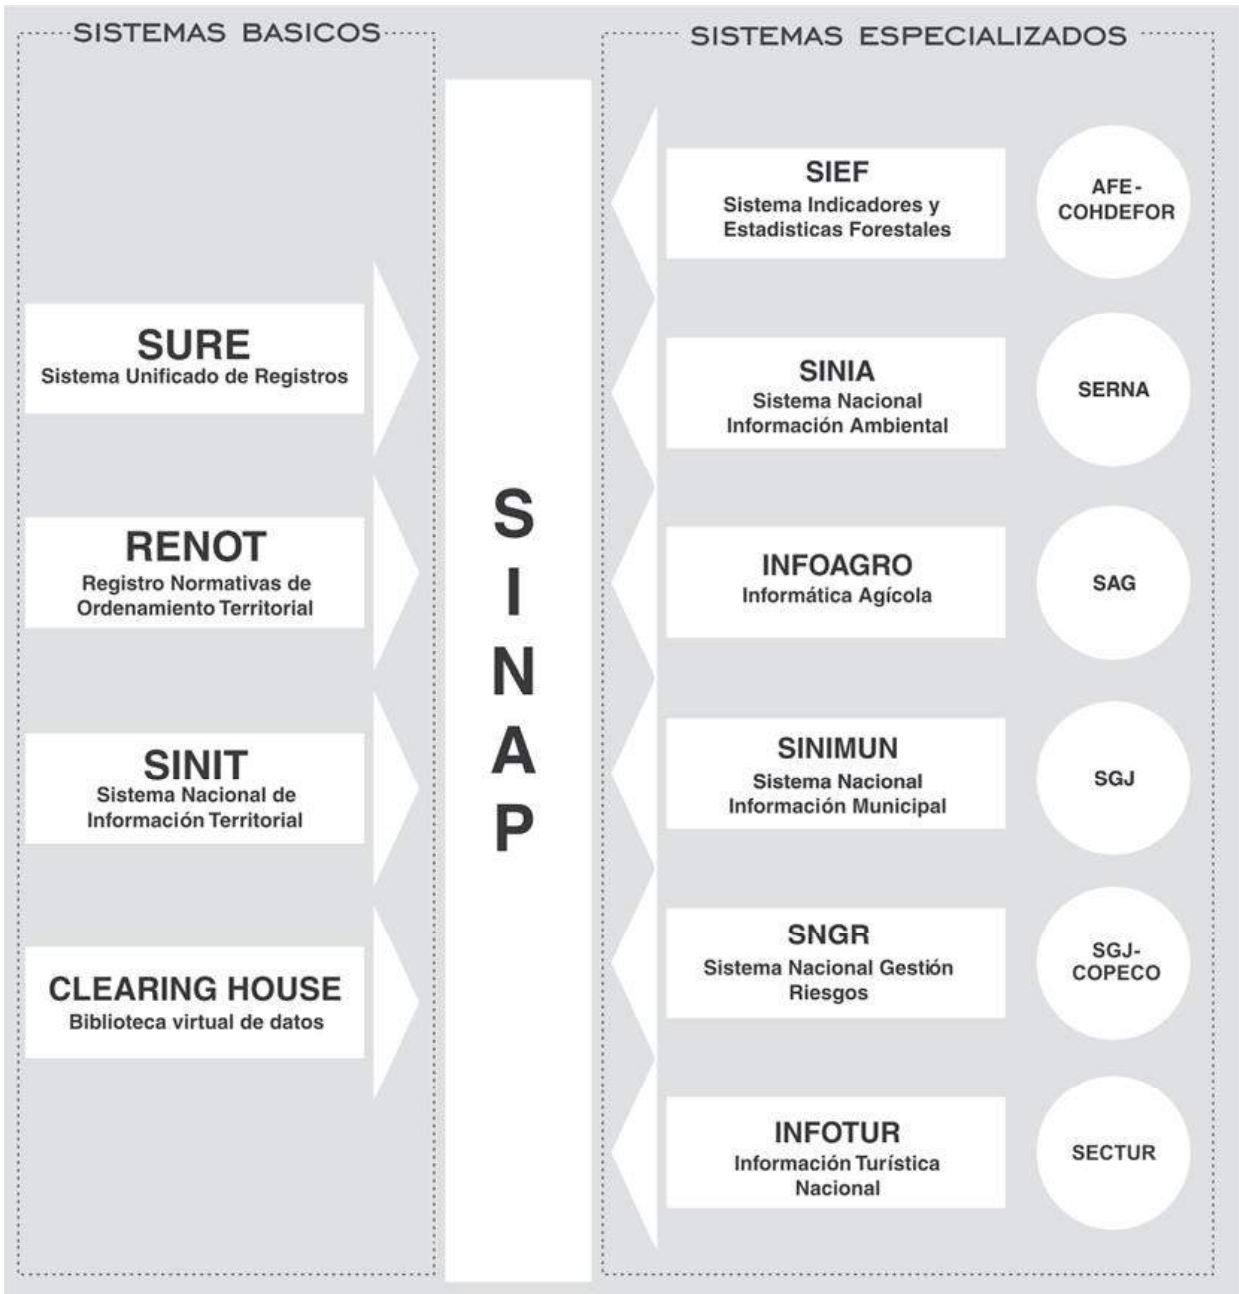 SISTEMAS BASICOS
SURE
Sistema Unificado de Registros
RENOT
Registro Normativas de
Ordenamiento Territorial
SINIT
Sistema Nacional de
Información Territorial
CLEARING HOUSE
Biblioteca virtual de datos
S
I
N
A
P
SISTEMAS ESPECIALIZADOS
SIEF
Sistema Indicadores y
Estadisticas Forestales
AFE-
COHDEFOR
SINIA
Sistema Nacional
Información Ambiental
SERNA
INFOAGRO
Informática Agícola
SAG
SINIMUN
Sistema Nacional
Información Municipal
SGJ
SNGR
Sistema Nacional Gestión
Riesgos
SGJ-
COPECO
INFOTUR
Información Turística
Nacional
SECTUR